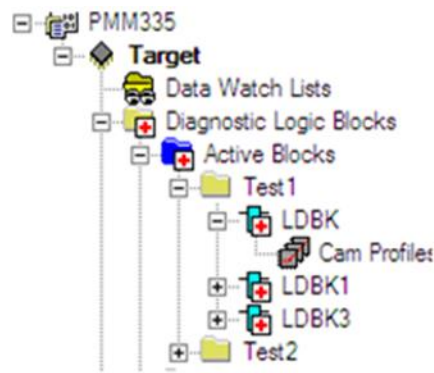 PMM335
Target
Data Watch Lists
Diagnostic Logic Blocks
Active Blocks
Test1
LDBK
Cam Profiles
LDBK1
LDBK3
Test2